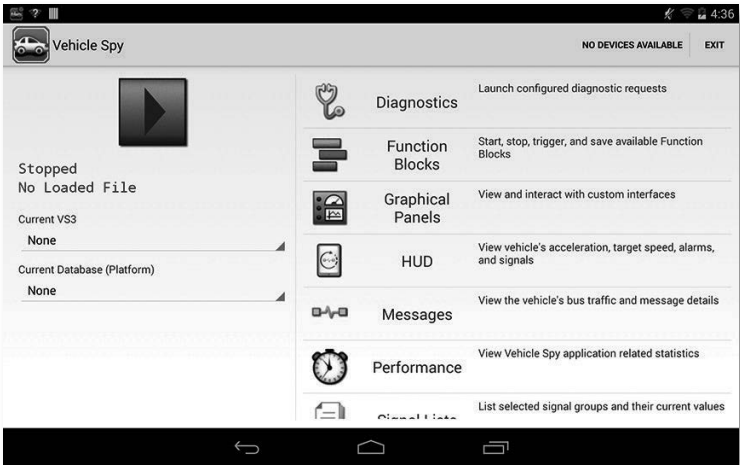 4:36
Vehicle Spy
NO DEVICES AVAILABLE
EXIT
Stopped
No Loaded File
Current VS3
None
Current Database (Platform)
None
Diagnostics
Launch configured diagnostic requests
Function
Blocks
Start, stop, trigger, and save available Function
Blocks
Graphical
Panels
View and interact with custom interfaces
HUD
View vehicle's acceleration, target speed, alarms,
and signals
Messages
View the vehicle's bus traffic and message details
Performance
View Vehicle Spy application related statistics
Signal Lists
List selected signal groups and their current values